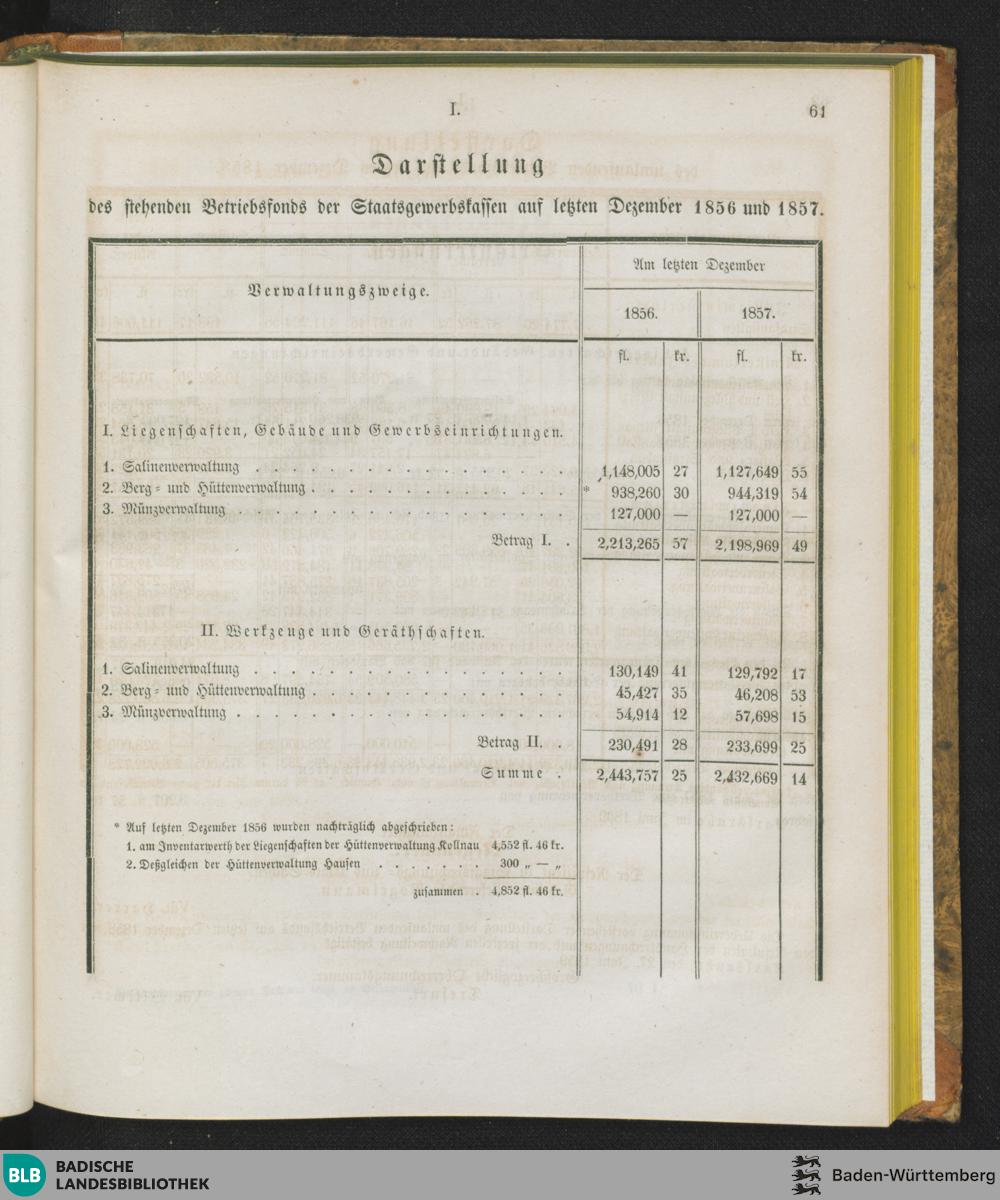 I.
61
Darstellung
des stehenden Betriebsfonds der Staatsgewerbskassen auf letzten Dezember 1856 und 1857.
Verwaltungszweige.
Am letzten Dezember
1856. 1857.
fl. kr. fl. kr.
I. Liegenschaften, Gebäude und Gewerbseinrichtungen.
1. Salinenverwaltung . . . . . . . . . . . . . . 1,148,005 27 1,127,649 55
2. Berg- und Hüttenverwaltung . . . . . . . . . . . * 938,260 30 944,319 54
3. Münzverwaltung . . . . . . . . . . . . . . . 127,000 — 127,000 —
Betrag I. . 2,213,265 57 2,198,969 49
II. Werkzeuge und Geräthschaften.
1. Salinenverwaltung . . . . . . . . . . . . . . 130,149 41 129,792 17
2. Berg- und Hüttenverwaltung . . . . . . . . . . . 45,427 35 46,208 53
3. Münzverwaltung . . . . . . . . . . . . . . . 54,914 12 57,698 15
Betrag II. . 230,491 28 233,699 25
Summe . 2,443,757 25 2,432,669 14
* Auf letzten Dezember 1856 wurden nachträglich abgeschrieben:
1. am Inventarwerth der Liegenschaften der Hüttenverwaltung Kollnau 4,552 fl. 46 kr.
2. Deßgleichen der Hüttenverwaltung Hausen . . . . . . 300 „ — „
zusammen . 4,852 fl. 46 kr.
BLB BADISCHE
LANDESBIBLIOTHEK
Baden-Württemberg